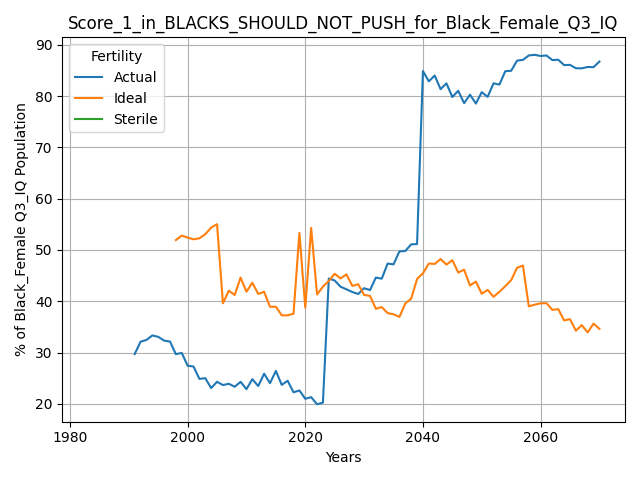 Score_1_in_BLACKS_SHOULD_NOT_PUSH_for_Black_Female_Q3_IQ
Fertility
Actual
Ideal
Sterile
% of Black_Female Q3_IQ Population
90
80
70
60
50
40
30
20
1980 2000 2020 2040 2060
Years